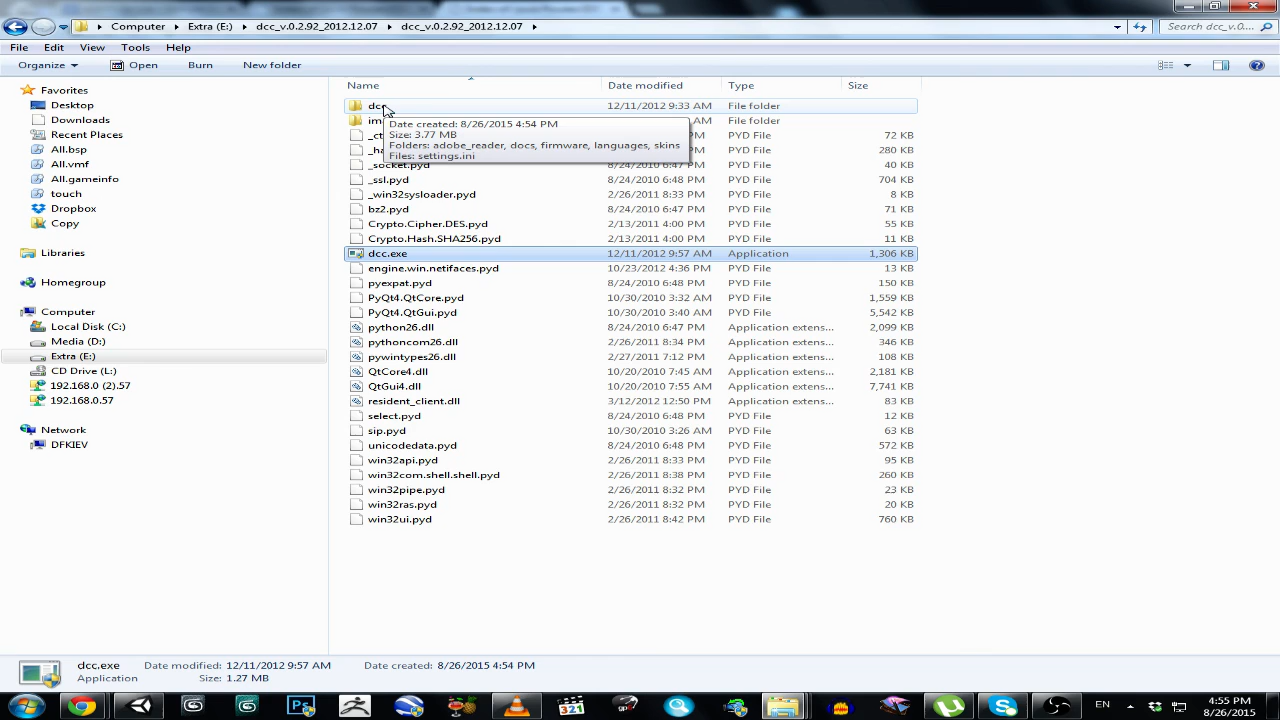 Computer ▸ Extra (E:) ▸ dcc_v.0.2.92_2012.12.07 ▸ dcc_v.0.2.92_2012.12.07 ▸ Search dcc_v.0...
File Edit View Tools Help
Organize Open Burn New folder
Favorites
Desktop
Downloads
Recent Places
All.bsp
All.vmf
All.gameinfo
touch
Dropbox
Copy
Libraries
Homegroup
Computer
Local Disk (C:)
Media (D:)
Extra (E:)
CD Drive (L:)
192.168.0 (2).57
192.168.0.57
Network
DFKIEV
Name Date modified Type Size
dcc 12/11/2012 9:33 AM File folder
im AM File folder
Date created: 8/26/2015 4:54 PM
Size: 3.77 MB
Folders: adobe_reader, docs, firmware, languages, skins
Files: settings.ini
_ct PYD File 72 KB
_ha PYD File 280 KB
_socket.pyd 8/24/2010 6:48 PM PYD File 40 KB
_ssl.pyd 8/24/2010 6:48 PM PYD File 704 KB
_win32sysloader.pyd 2/26/2011 8:33 PM PYD File 8 KB
bz2.pyd 8/24/2010 6:47 PM PYD File 71 KB
Crypto.Cipher.DES.pyd 2/13/2011 4:00 PM PYD File 55 KB
Crypto.Hash.SHA256.pyd 2/13/2011 4:00 PM PYD File 11 KB
dcc.exe 12/11/2012 9:57 AM Application 1,306 KB
engine.win.netifaces.pyd 10/23/2012 4:36 PM PYD File 13 KB
pyexpat.pyd 8/24/2010 6:48 PM PYD File 150 KB
PyQt4.QtCore.pyd 10/30/2010 3:32 AM PYD File 1,559 KB
PyQt4.QtGui.pyd 10/30/2010 3:40 AM PYD File 5,542 KB
python26.dll 8/24/2010 6:47 PM Application extens... 2,099 KB
pythoncom26.dll 2/26/2011 8:34 PM Application extens... 346 KB
pywintypes26.dll 2/27/2011 7:12 PM Application extens... 108 KB
QtCore4.dll 10/20/2010 7:45 AM Application extens... 2,181 KB
QtGui4.dll 10/20/2010 7:55 AM Application extens... 7,741 KB
resident_client.dll 3/12/2012 12:50 PM Application extens... 83 KB
select.pyd 8/24/2010 6:48 PM PYD File 12 KB
sip.pyd 10/30/2010 3:26 AM PYD File 63 KB
unicodedata.pyd 8/24/2010 6:48 PM PYD File 572 KB
win32api.pyd 2/26/2011 8:33 PM PYD File 95 KB
win32com.shell.shell.pyd 2/26/2011 8:38 PM PYD File 260 KB
win32pipe.pyd 2/26/2011 8:32 PM PYD File 23 KB
win32ras.pyd 2/26/2011 8:32 PM PYD File 20 KB
win32ui.pyd 2/26/2011 8:42 PM PYD File 760 KB
dcc.exe Date modified: 12/11/2012 9:57 AM Date created: 8/26/2015 4:54 PM
Application Size: 1.27 MB
321
EN 4:55 PM
8/26/2015